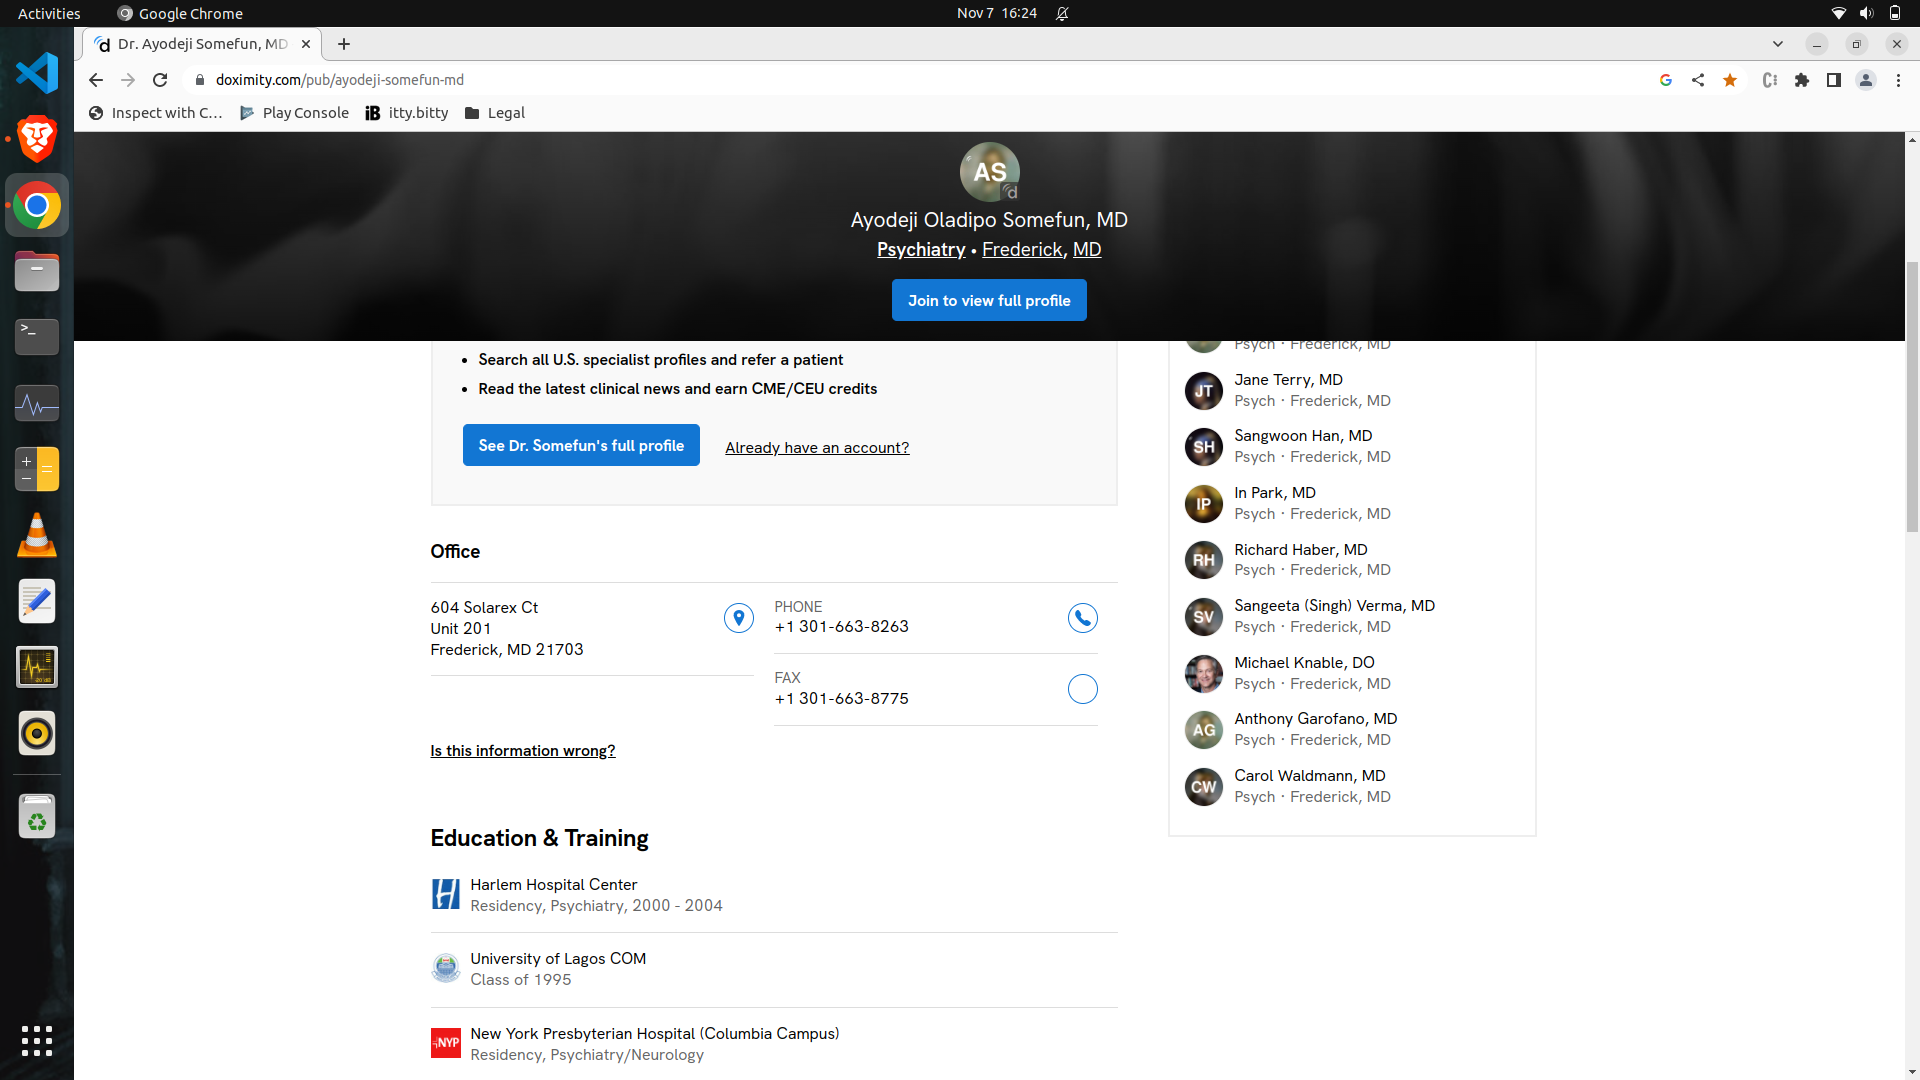 Activities
Google Chrome
Nov 7 16:24
Dr. Ayodeji Somefun, MD
doximity.com/pub/ayodeji-somefun-md
Inspect with C...
Play Console
iB itty.bitty
Legal
AS
Ayodeji Oladipo Somefun, MD
Psychiatry • Frederick, MD
Join to view full profile
• Search all U.S. specialist profiles and refer a patient
• Read the latest clinical news and earn CME/CEU credits
See Dr. Somefun's full profile
Already have an account?
Office
604 Solarex Ct
Unit 201
Frederick, MD 21703
PHONE
+1 301-663-8263
FAX
+1 301-663-8775
Is this information wrong?
Education & Training
Harlem Hospital Center
Residency, Psychiatry, 2000 - 2004
University of Lagos COM
Class of 1995
NYP
New York Presbyterian Hospital (Columbia Campus)
Residency, Psychiatry/Neurology
Psych · Frederick, MD
JT
Jane Terry, MD
Psych · Frederick, MD
SH
Sangwoon Han, MD
Psych · Frederick, MD
IP
In Park, MD
Psych · Frederick, MD
RH
Richard Haber, MD
Psych · Frederick, MD
SV
Sangeeta (Singh) Verma, MD
Psych · Frederick, MD
Michael Knable, DO
Psych · Frederick, MD
AG
Anthony Garofano, MD
Psych · Frederick, MD
CW
Carol Waldmann, MD
Psych · Frederick, MD